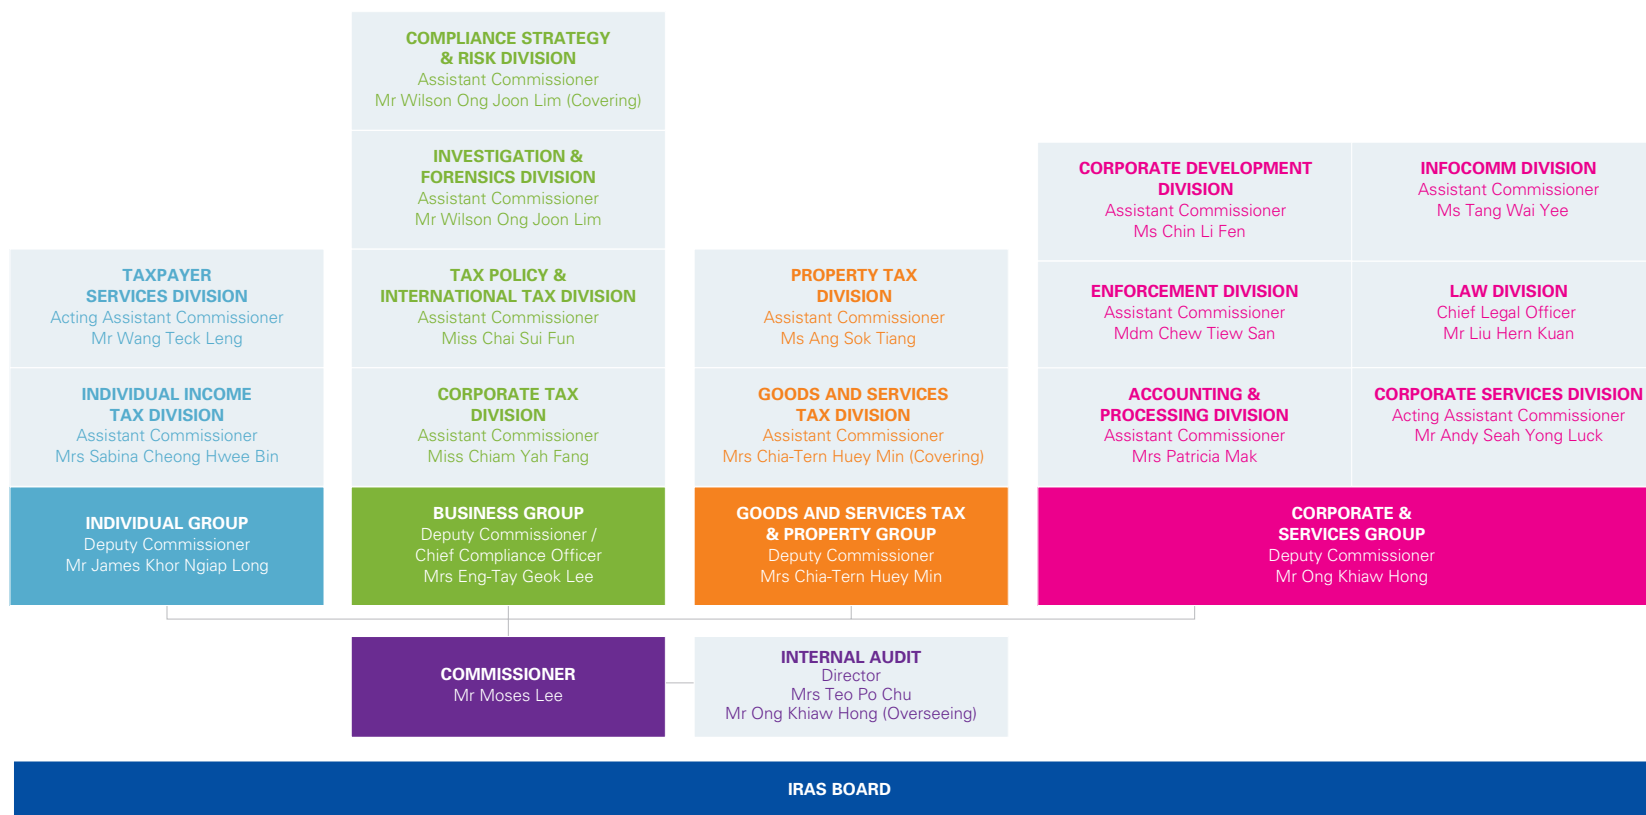 COMPLIANCE STRATEGY
& RISK DIVISION
Assistant Commissioner
Mr Wilson Ong Joon Lim (Covering)
INVESTIGATION &
FORENSICS DIVISION
Assistant Commissioner
Mr Wilson Ong Joon Lim
CORPORATE DEVELOPMENT
DIVISION
Assistant Commissioner
Ms Chin Li Fen
INFOCOMM DIVISION
Assistant Commissioner
Ms Tang Wai Yee
TAXPAYER
SERVICES DIVISION
Acting Assistant Commissioner
Mr Wang Teck Leng
TAX POLICY &
INTERNATIONAL TAX DIVISION
Assistant Commissioner
Miss Chai Sui Fun
PROPERTY TAX
DIVISION
Assistant Commissioner
Ms Ang Sok Tiang
ENFORCEMENT DIVISION
Assistant Commissioner
Mdm Chew Tiew San
LAW DIVISION
Chief Legal Officer
Mr Liu Hern Kuan
INDIVIDUAL INCOME
TAX DIVISION
Assistant Commissioner
Mrs Sabina Cheong Hwee Bin
CORPORATE TAX
DIVISION
Assistant Commissioner
Miss Chiam Yah Fang
GOODS AND SERVICES
TAX DIVISION
Assistant Commissioner
Mrs Chia-Tern Huey Min (Covering)
ACCOUNTING &
PROCESSING DIVISION
Assistant Commissioner
Mrs Patricia Mak
CORPORATE SERVICES DIVISION
Acting Assistant Commissioner
Mr Andy Seah Yong Luck
INDIVIDUAL GROUP
Deputy Commissioner
Mr James Khor Ngiap Long
BUSINESS GROUP
Deputy Commissioner /
Chief Compliance Officer
Mrs Eng-Tay Geok Lee
GOODS AND SERVICES TAX
& PROPERTY GROUP
Deputy Commissioner
Mrs Chia-Tern Huey Min
CORPORATE &
SERVICES GROUP
Deputy Commissioner
Mr Ong Khiaw Hong
COMMISSIONER
Mr Moses Lee
INTERNAL AUDIT
Director
Mrs Teo Po Chu
Mr Ong Khiaw Hong (Overseeing)
IRAS BOARD